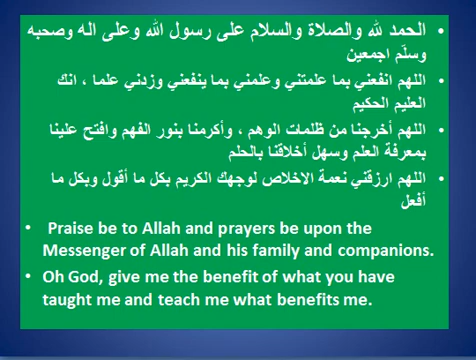 الحمد لله والصلاة والسلام على رسول الله وعلى اله وصحبه
وسلّم اجمعين
اللهم انفعني بما علمتني وعلمني بما ينفعني وزدني علما ، انك
العليم الحكيم
اللهم أخرجنا من ظلمات الوهم ، وأكرمنا بنور الفهم وافتح علينا
بمعرفة العلم وسهل أخلاقنا بالحلم
اللهم ارزقني نعمة الاخلاص لوجهك الكريم بكل ما أقول وبكل ما
أفعل
Praise be to Allah and prayers be upon the
Messenger of Allah and his family and companions.
Oh God, give me the benefit of what you have
taught me and teach me what benefits me.